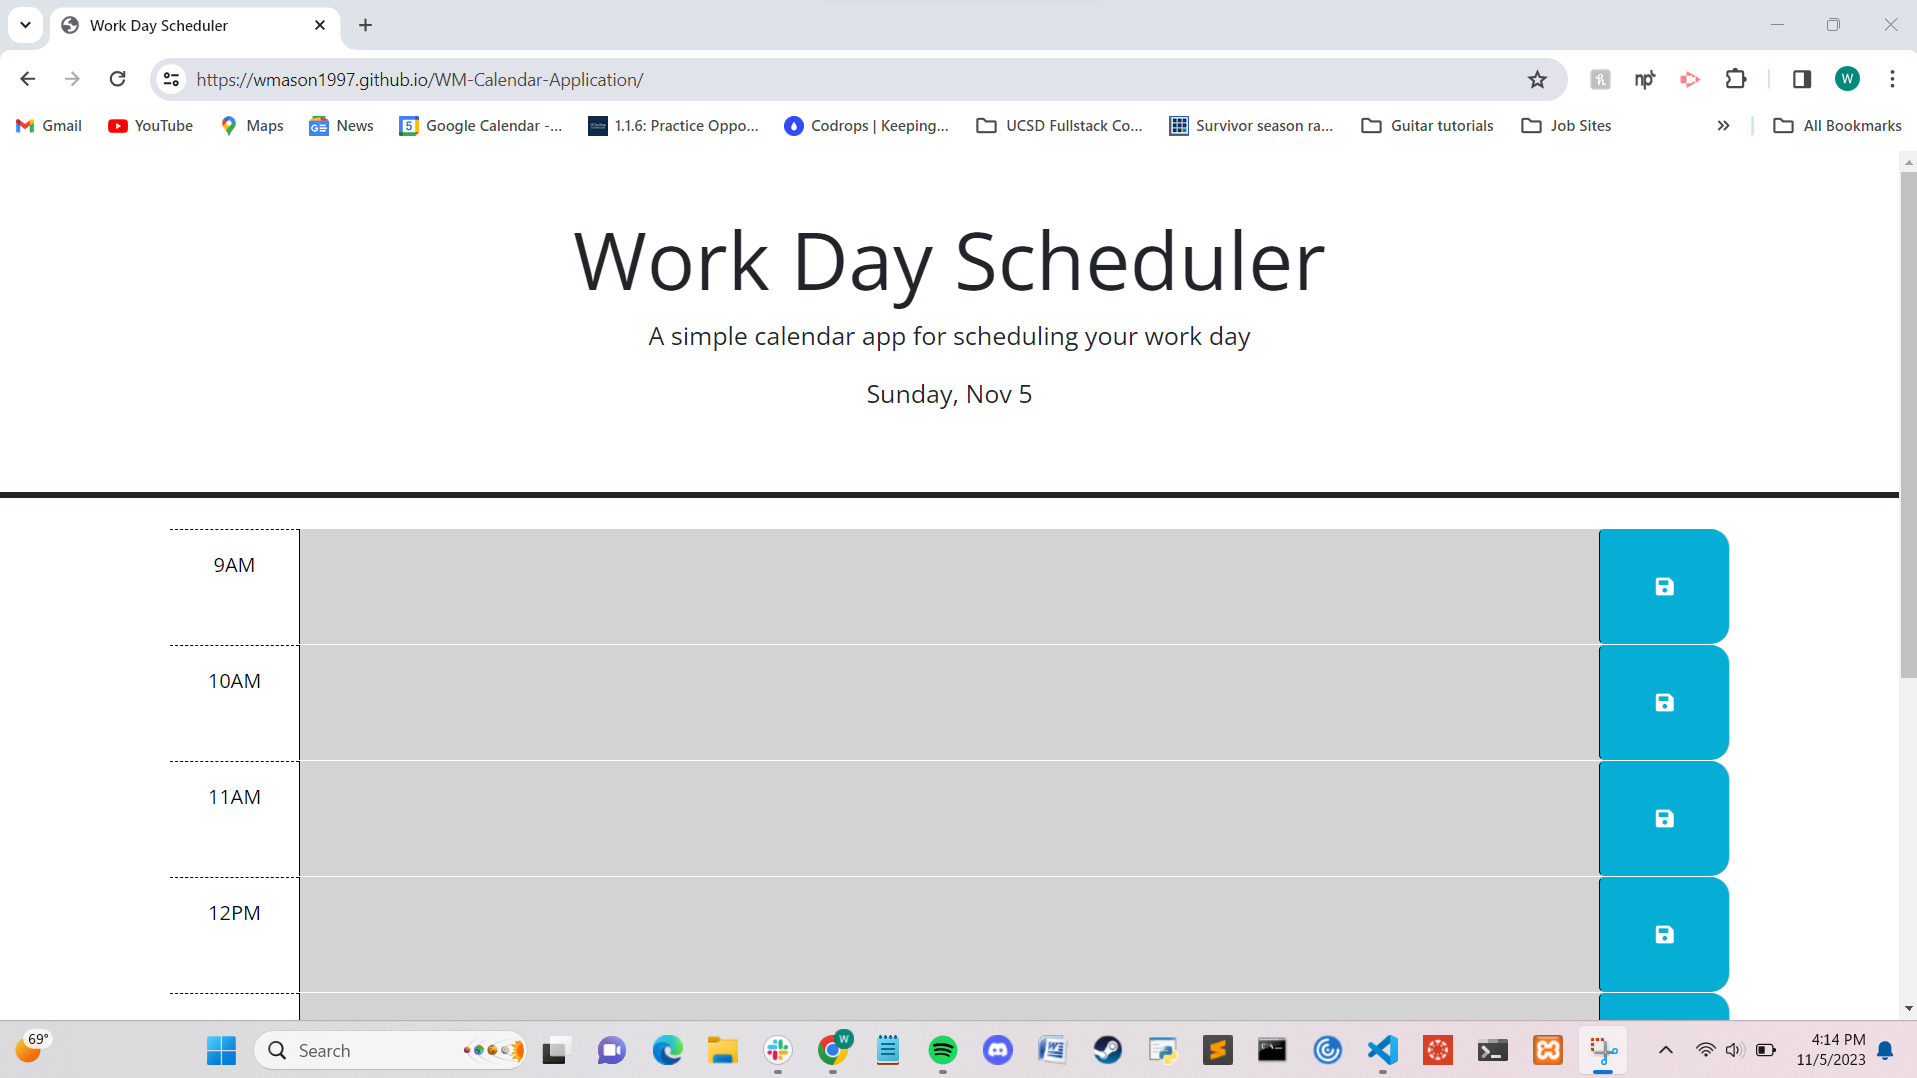 Work Day Scheduler
https://wmason1997.github.io/WM-Calendar-Application/
np
W
Gmail
YouTube
Maps
News
Google Calendar -...
1.1.6: Practice Oppo...
Codrops | Keeping...
UCSD Fullstack Co...
Survivor season ra...
Guitar tutorials
Job Sites
All Bookmarks
Work Day Scheduler
A simple calendar app for scheduling your work day
Sunday, Nov 5
9AM
10AM
11AM
12PM
69°
Search
W
4:14 PM
11/5/2023